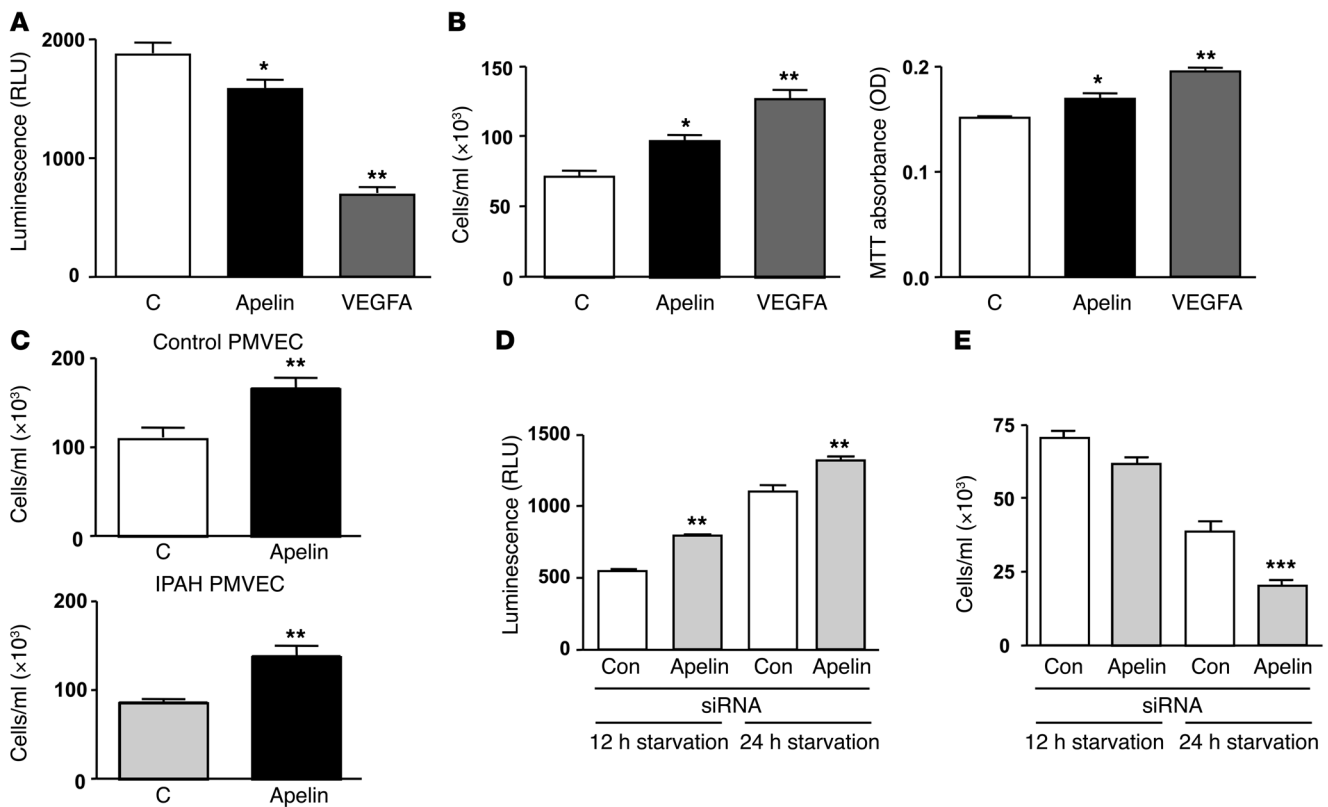 A
Luminescence (RLU)
2000
1000
0
*
**
C Apelin VEGFA
B
Cells/ml (×10³)
150
100
50
0
*
**
C Apelin VEGFA
MTT absorbance (OD)
0.2
0.1
0.0
*
**
C Apelin VEGFA
C
Control PMVEC
Cells/ml (×10³)
200
100
0
**
C Apelin
IPAH PMVEC
Cells/ml (×10³)
200
100
0
**
C Apelin
D
Luminescence (RLU)
1500
1000
500
0
**
**
Con Apelin Con Apelin
siRNA
12 h starvation 24 h starvation
E
Cells/ml (×10³)
75
50
25
0
***
Con Apelin Con Apelin
siRNA
12 h starvation 24 h starvation